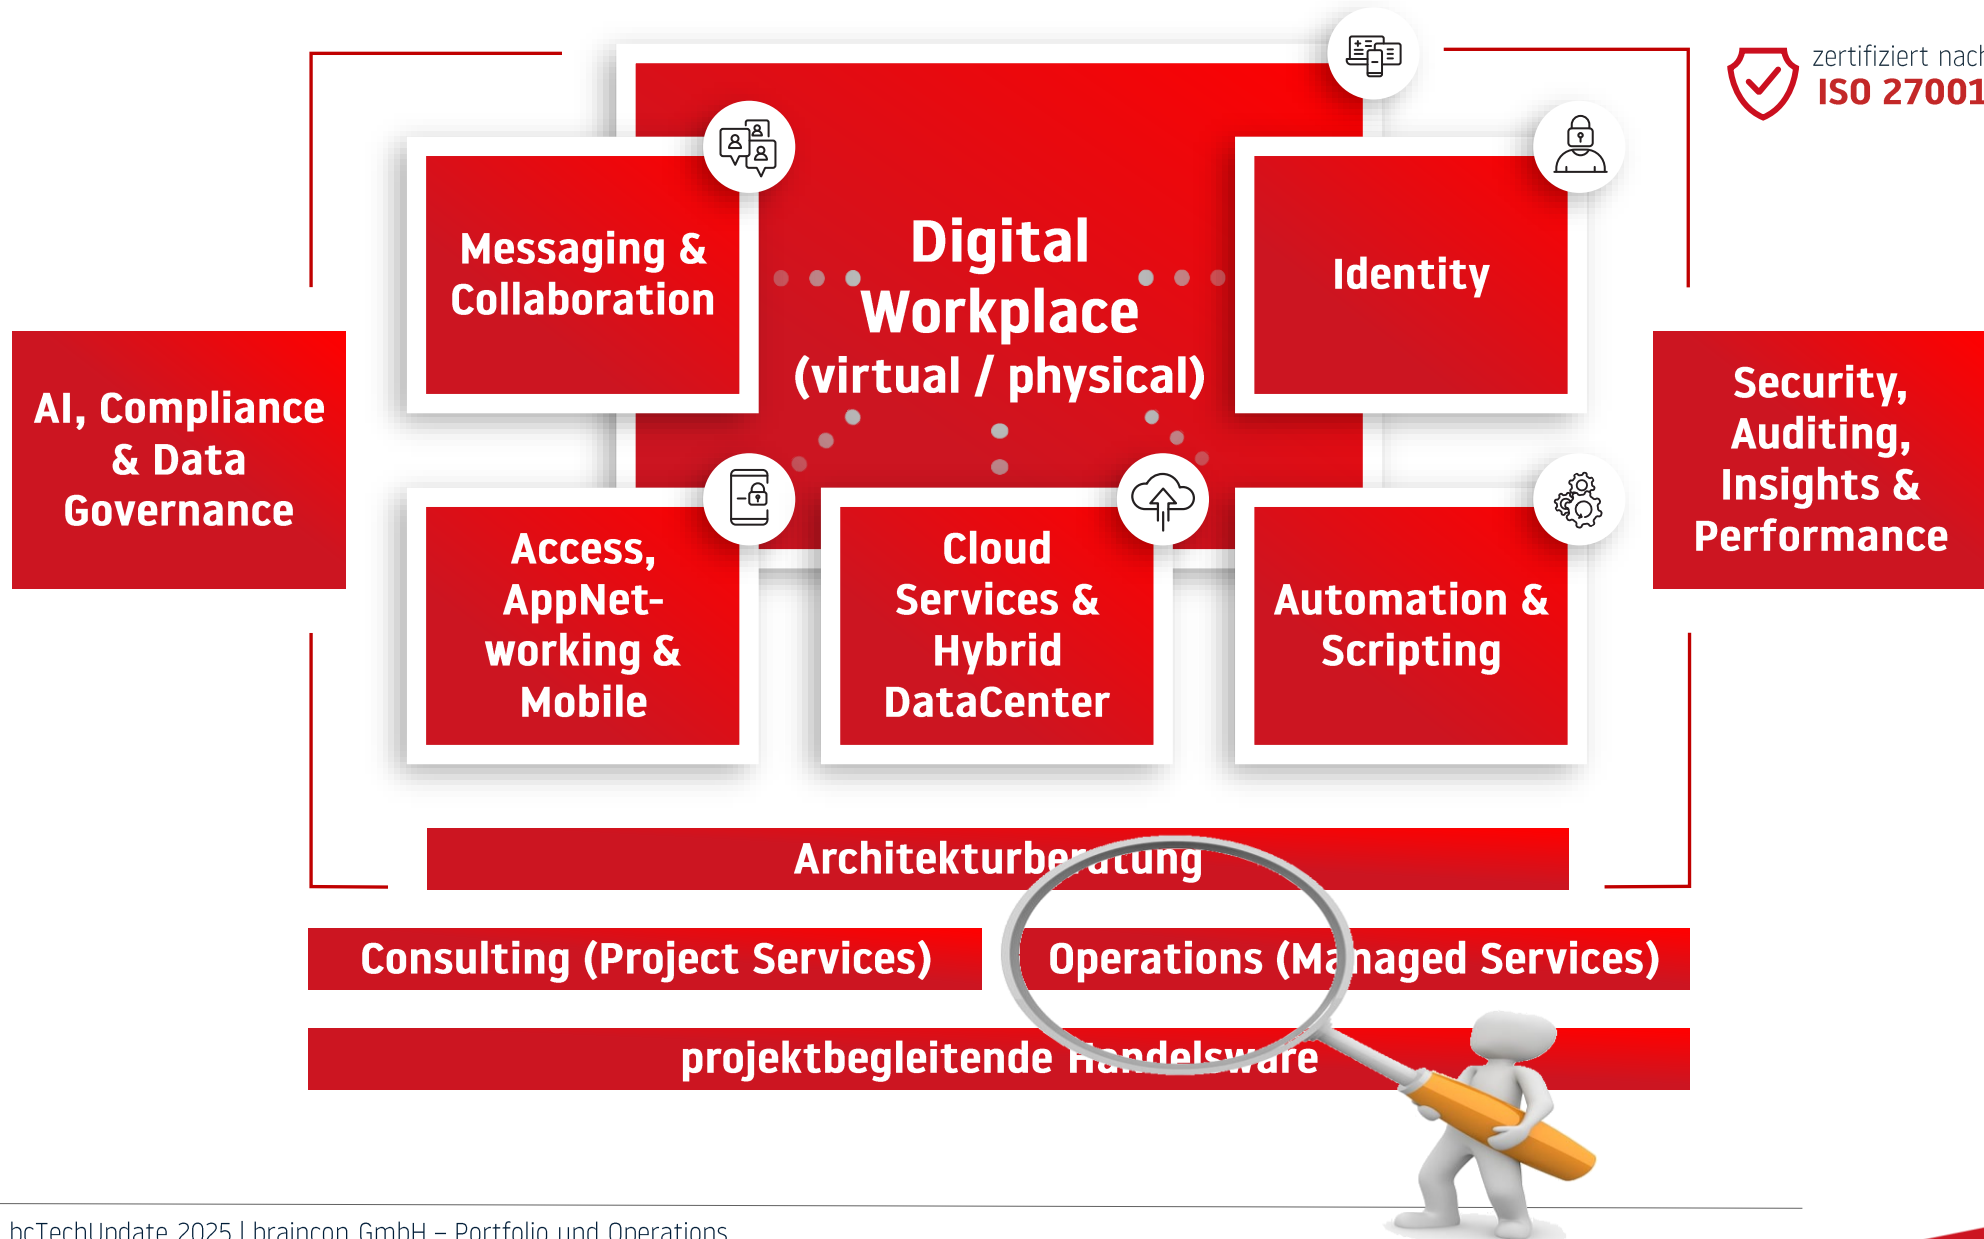 zertifiziert nach
ISO 27001
Messaging &
Collaboration
Digital
Workplace
(virtual / physical)
Identity
AI, Compliance
& Data
Governance
Security,
Auditing,
Insights &
Performance
Access,
AppNet-
working &
Mobile
Cloud
Services &
Hybrid
DataCenter
Automation &
Scripting
Architekturberatung
Consulting (Project Services)
Operations (Managed Services)
projektbegleitende Handelsware
bcTechUpdate 2025 | braincon GmbH – Portfolio und Operations